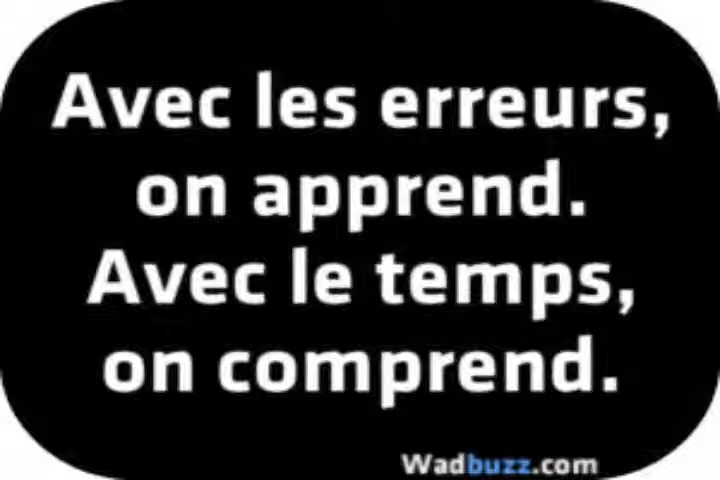 Avec les erreurs,
on apprend.
Avec le temps,
on comprend.
Wadbuzz.com